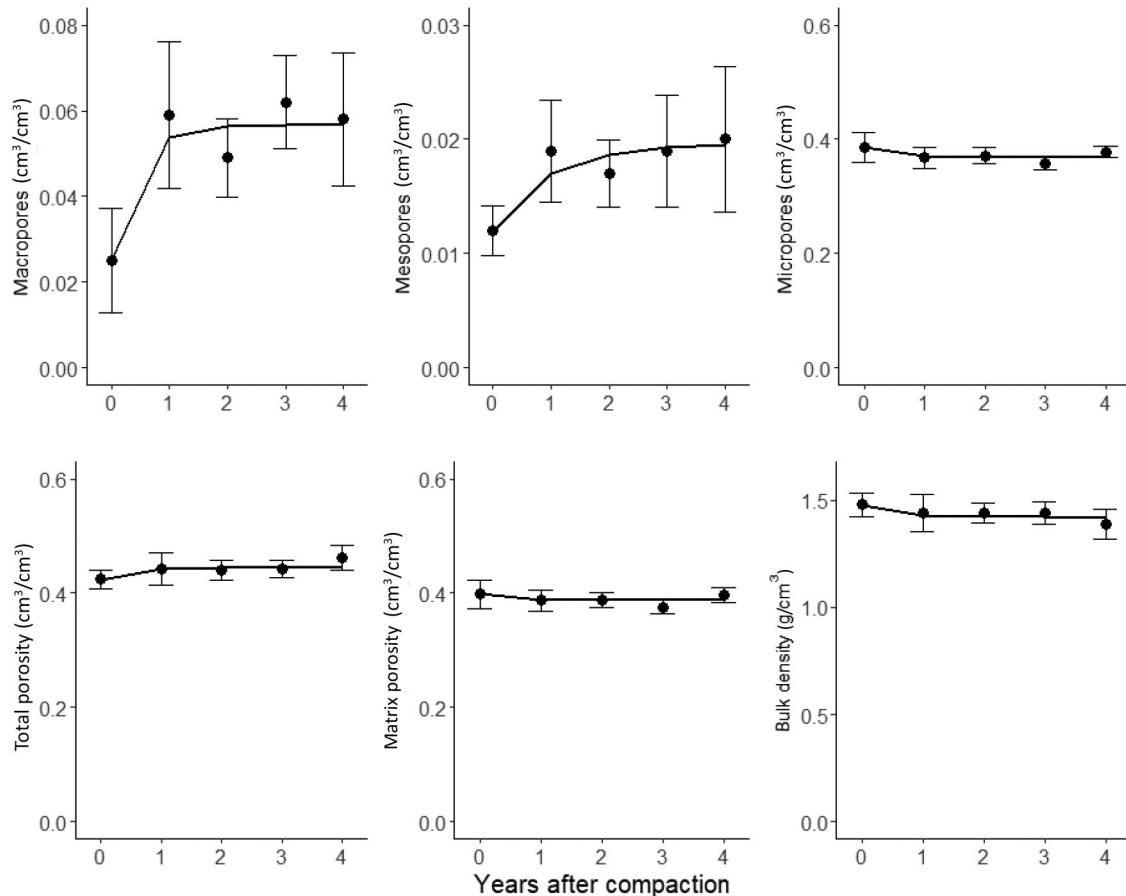 Macropores (cm³/cm³)
0.08
0.06
0.04
0.02
0.00
0 1 2 3 4
Mesopores (cm³/cm³)
0.03
0.02
0.01
0.00
0 1 2 3 4
Micropores (cm³/cm³)
0.6
0.4
0.2
0.0
0 1 2 3 4
Total porosity (cm³/cm³)
0.6
0.4
0.2
0.0
0 1 2 3 4
Matrix porosity (cm³/cm³)
0.6
0.4
0.2
0.0
0 1 2 3 4
Bulk density (g/cm³)
1.5
1.0
0.5
0.0
0 1 2 3 4
Years after compaction